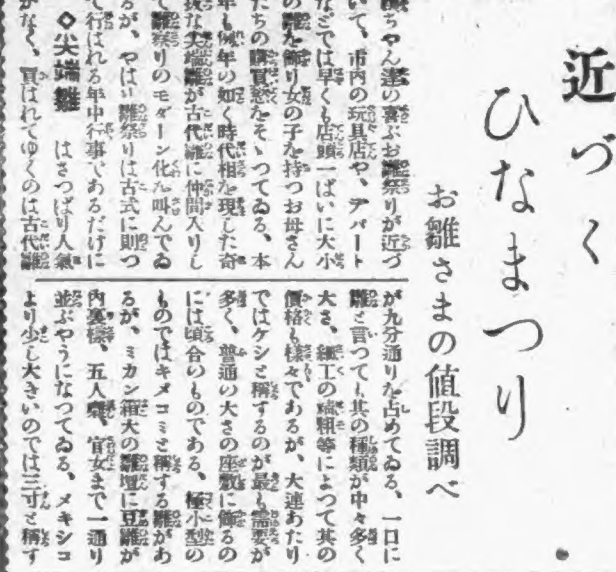 近づく
ひなまつり
お雛さまの値段調べ
ちやん達の喜ぶお雛祭りが近づ
いて、市内の玩具店や、デパート
などでは早くも店頭一ぱいに大小
の雛を飾り女の子を持つお母さん
たちの購買慾をそゝつてゐる、本
年も例年の如く時代相を現した奇
抜な尖端雛が古代雛に仲間入りし
て雛祭りのモダーン化を叫んでゐ
るが、やはり雛祭りは古式に則つ
て行はれる年中行事であるだけに
◇尖端雛 はさつぱり人氣
がなく、買はれてゆくのは古代雛
が九分通りを占めてゐる、一口に
雛と言つても其の種類が中々多く
大さ、細工の精粗等によつて其の
價格も様々であるが、大連あたり
ではケシと稱するのが最も需要が
多く、普通の大さの座敷に飾るの
には頃合のものである、極小型の
ものではキメコミと稱する雛があ
るが、ミカン箱大の雛壇に豆雛が
内裏様、五人囃、官女まで一通り
並ぶやうになつてゐる、メキシコ
より少し大きいのでは三寸と稱す